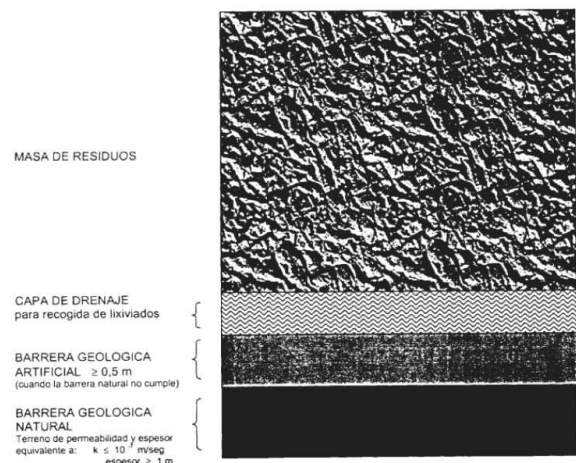 MASA DE RESIDUOS
CAPA DE DRENAJE
para recogida de lixiviados
BARRERA GEOLOGICA
ARTIFICIAL ≥ 0,5 m
(cuando la barrera natural no cumple)
BARRERA GEOLOGICA
NATURAL
Terreno de permeabilidad y espesor
equivalente a: k ≤ 10⁻⁷ m/seg
espesor ≥ 1 m